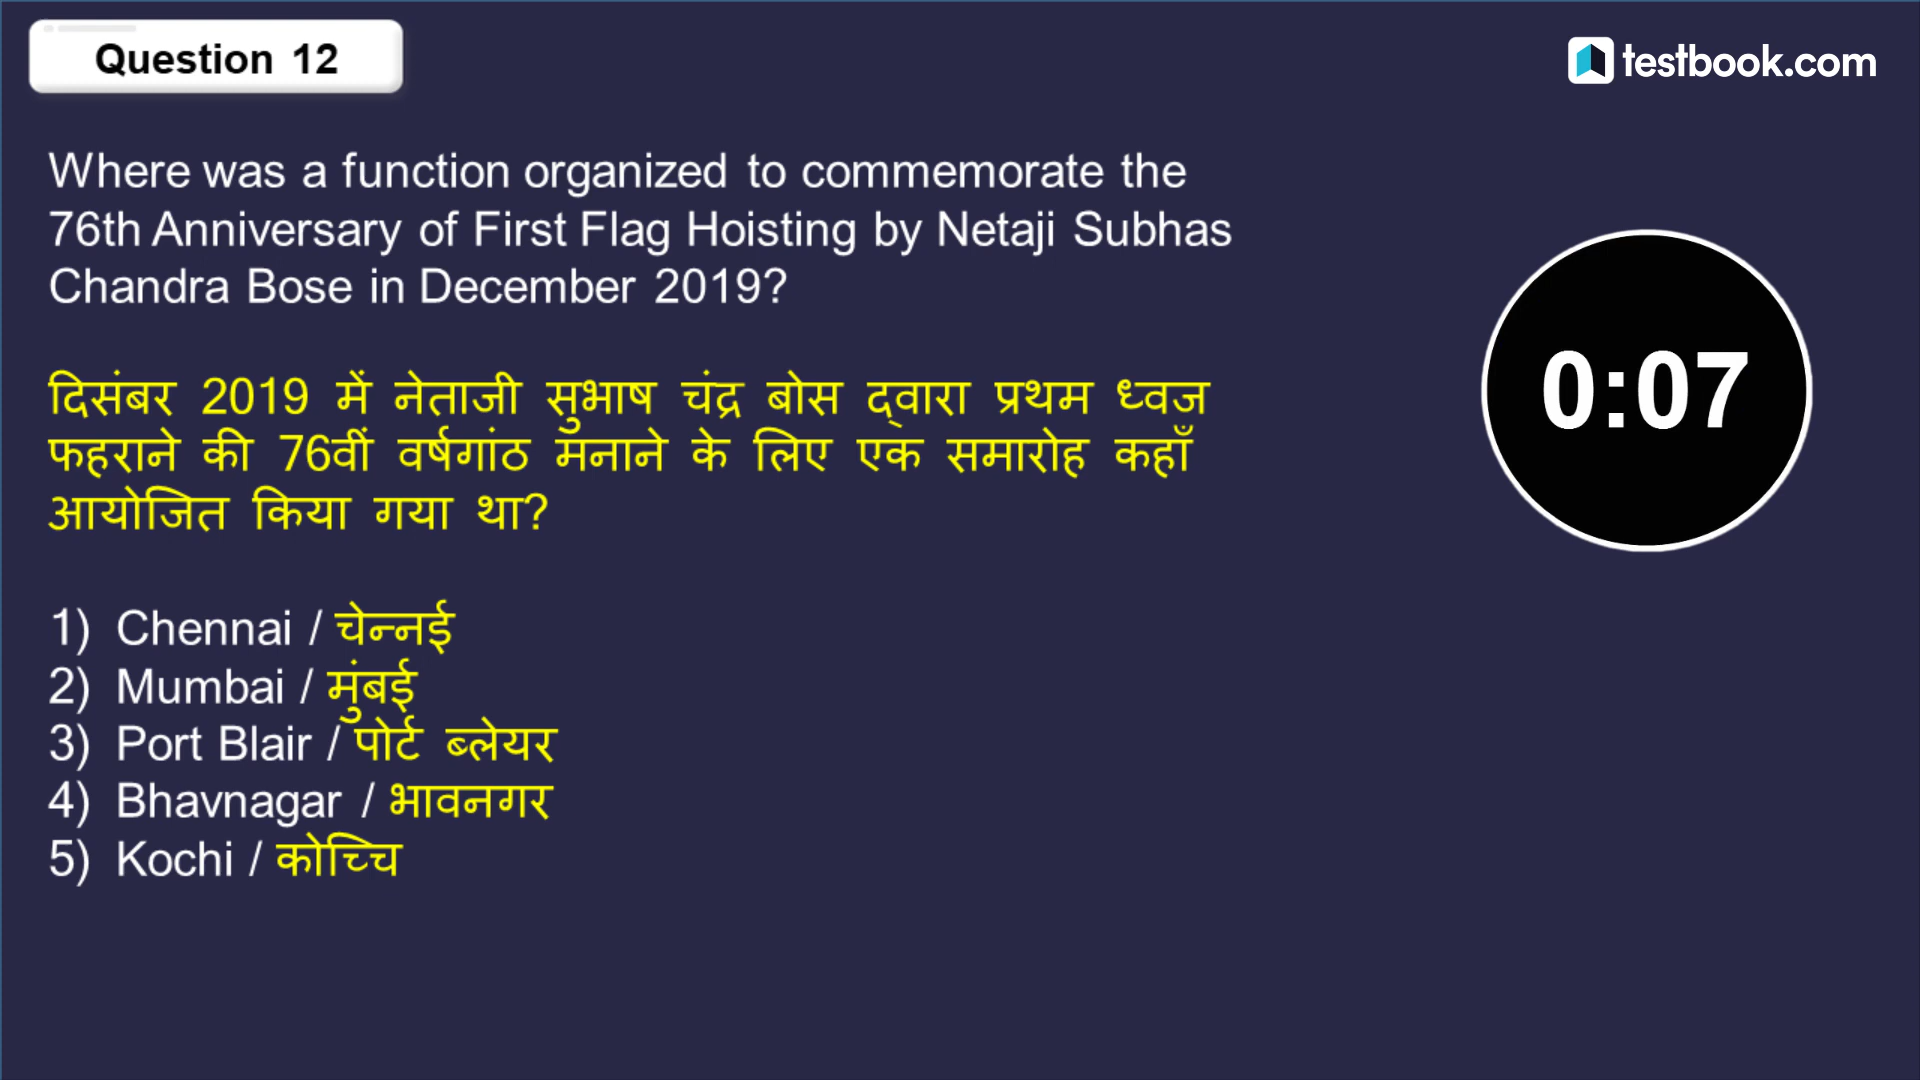 Question 12
testbook.com
Where was a function organized to commemorate the
76th Anniversary of First Flag Hoisting by Netaji Subhas
Chandra Bose in December 2019?
दिसंबर 2019 में नेताजी सुभाष चंद्र बोस द्वारा प्रथम ध्वज
फहराने की 76वीं वर्षगांठ मनाने के लिए एक समारोह कहाँ
आयोजित किया गया था?
0:07
1) Chennai / चेन्नई
2) Mumbai / मुंबई
3) Port Blair / पोर्ट ब्लेयर
4) Bhavnagar / भावनगर
5) Kochi / कोच्चि